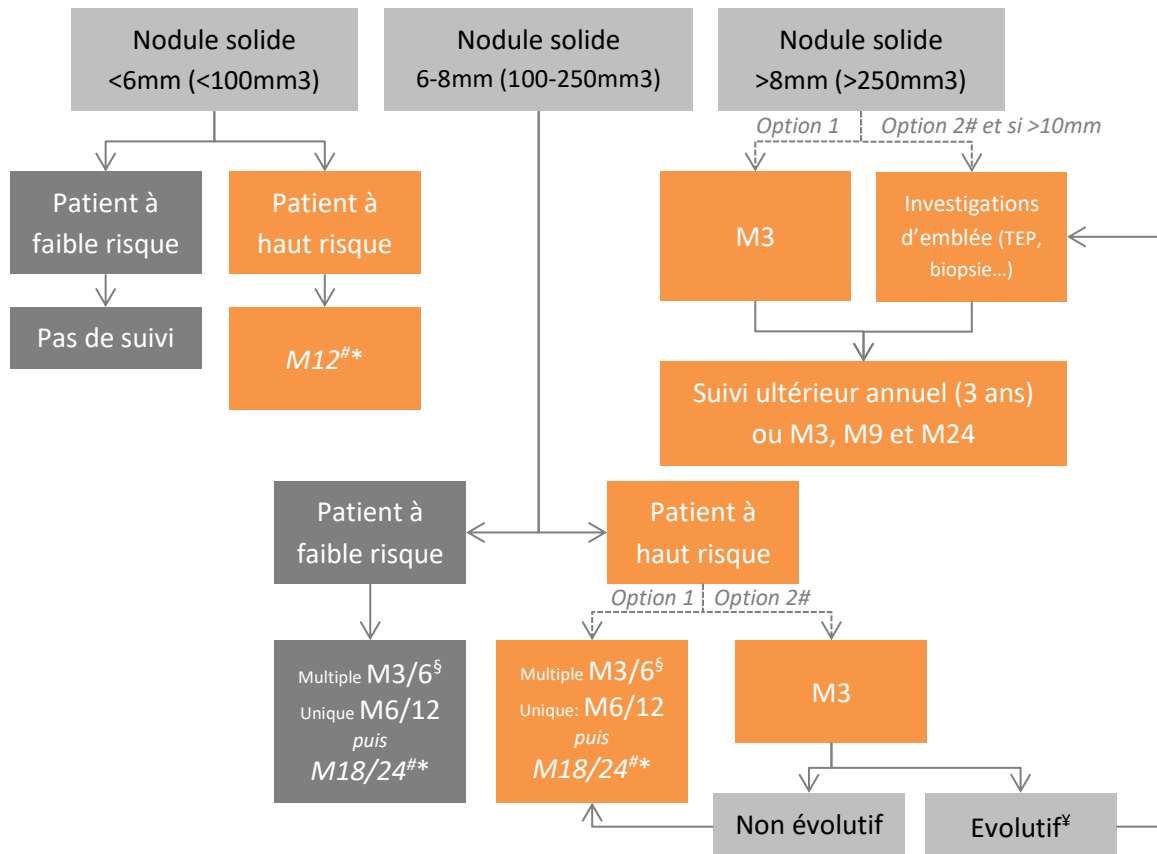 Nodule solide
<6mm (<100mm3)
Nodule solide
6-8mm (100-250mm3)
Nodule solide
>8mm (>250mm3)
Option 1
Option 2# et si >10mm
Patient à
faible risque
Patient à
haut risque
M3
Investigations
d’emblée (TEP,
biopsie…)
Pas de suivi
M12#*
Suivi ultérieur annuel (3 ans)
ou M3, M9 et M24
Patient à
faible risque
Patient à
haut risque
Option 1
Option 2#
Multiple M3/6§
Unique M6/12
puis
M18/24#*
Multiple M3/6§
Unique: M6/12
puis
M18/24#*
M3
Non évolutif
Evolutif¥